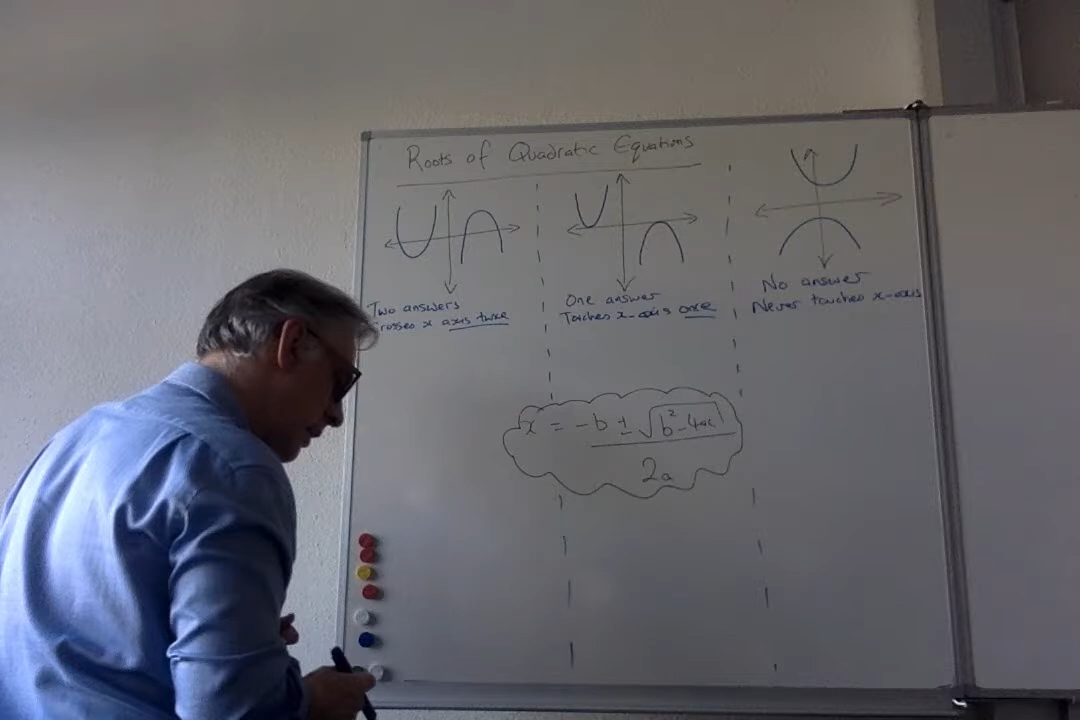 Roots of Quadratic Equations
Two answers
Crosses x axis twice
One answer
Touches x-axis once
No answer
Never touches x-axis
x = -b ± √b²-4ac
2a